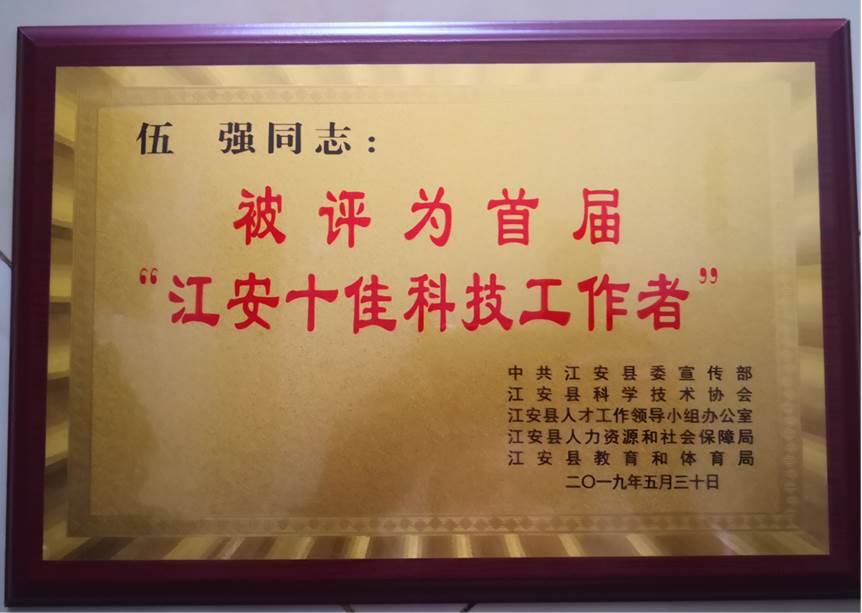 伍 强同志：
被评为首届
“江安十佳科技工作者”
中共江安县委宣传部
江安县科学技术协会
江安县人才工作领导小组办公室
江安县人力资源和社会保障局
江安县教育和体育局
二〇一九年五月三十日